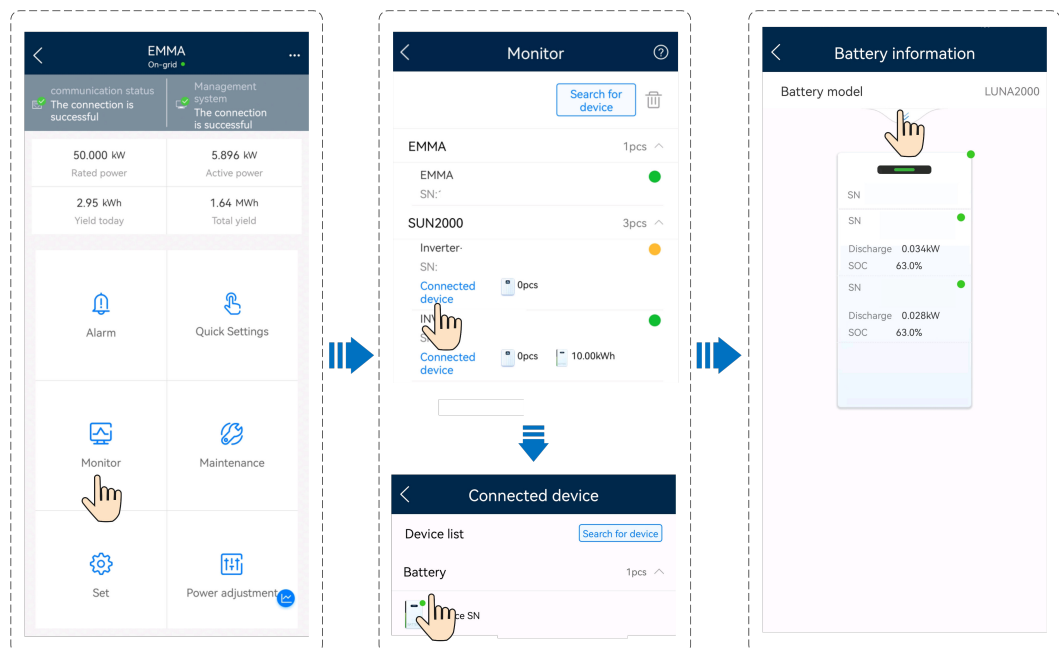 EMMA
On-grid
...
communication status
The connection is
successful
Management
system
The connection
is successful
50.000 kW
Rated power
5.896 kW
Active power
2.95 kWh
Yield today
1.64 MWh
Total yield
Alarm
Quick Settings
Monitor
Maintenance
Set
Power adjustment
Monitor
?
Search for
device
EMMA
1pcs
EMMA
SN:
SUN2000
3pcs
Inverter-
SN:
Connected
device
0pcs
Connected
device
0pcs
10.00kWh
Connected device
Device list
Search for device
Battery
1pcs
SN
Battery information
Battery model
LUNA2000
SN
SN
Discharge 0.034kW
SOC 63.0%
SN
Discharge 0.028kW
SOC 63.0%